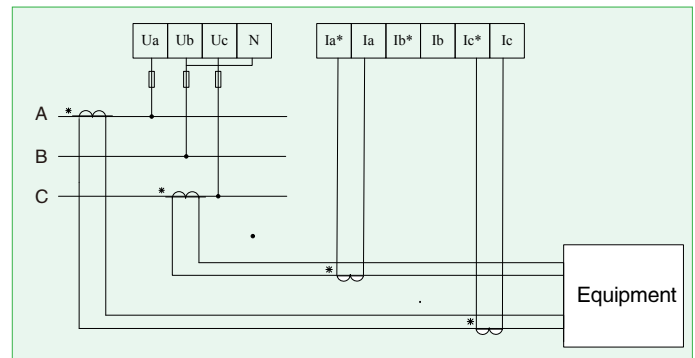 Ua Ub Uc N Ia* Ia Ib* Ib Ic* Ic
A *
B
C *
*
Equipment
*